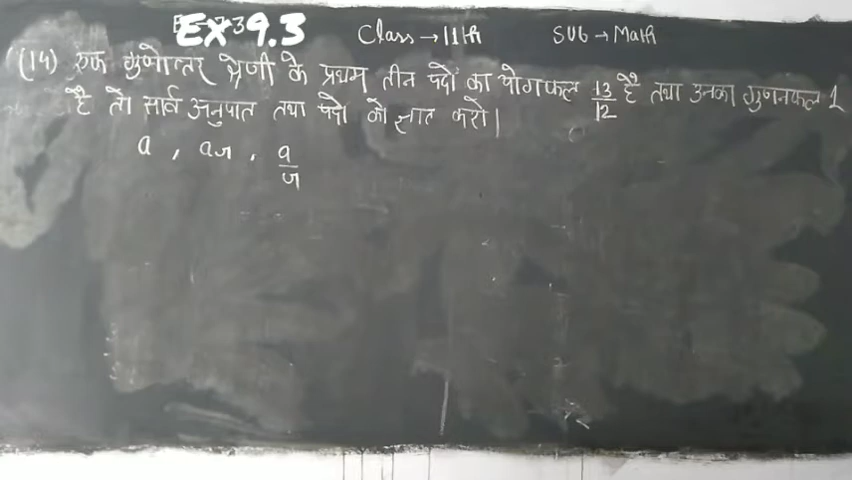 EX 9.3 Class → 11th SUB → Math
(14) एक गुणोत्तर श्रेणी के प्रथम तीन पदों का योगफल 13/12 है तथा उनका गुणनफल 1
है तो सार्व अनुपात तथा पदों को ज्ञात करो।
a , ar , a/r